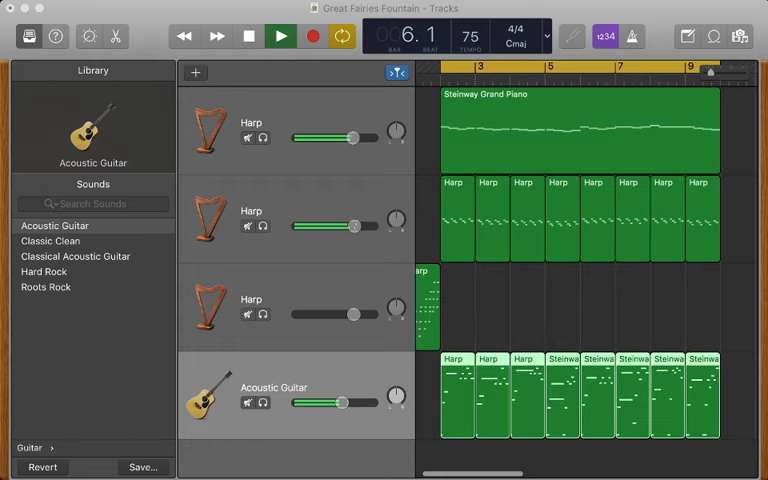 Great Fairies Fountain - Tracks
6. 1
BAR
BEAT
75
TEMPO
4/4
Cmaj
1234
Library
Acoustic Guitar
Sounds
Search Sounds
Acoustic Guitar
Classic Clean
Classical Acoustic Guitar
Hard Rock
Roots Rock
Guitar
Revert
Save...
Harp
L R
Harp
L R
Harp
L R
Acoustic Guitar
L R
3 5 7 9
Steinway Grand Piano
Harp Harp Harp Harp Harp Harp Harp Harp
arp
Harp Harp Harp Steinwa Steinwa Steinwa Steinwa Steinwa